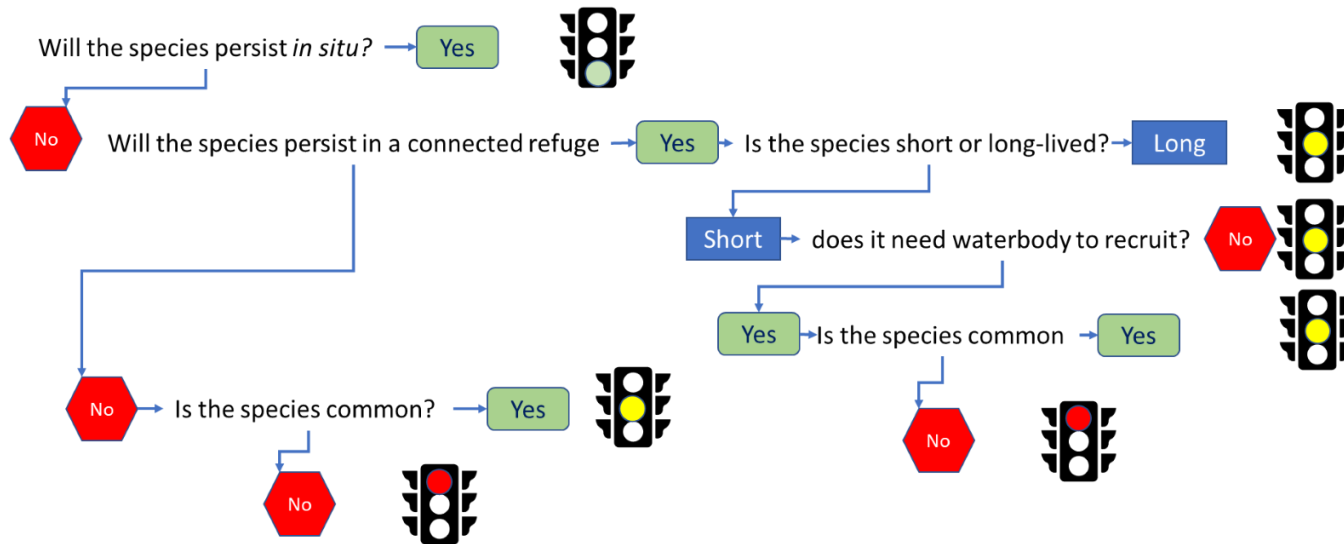 Will the species persist in situ?
Yes
No
Will the species persist in a connected refuge
Yes
Is the species short or long-lived?
Long
Short
does it need waterbody to recruit?
No
Yes
Is the species common
Yes
No
Is the species common?
Yes
No
No